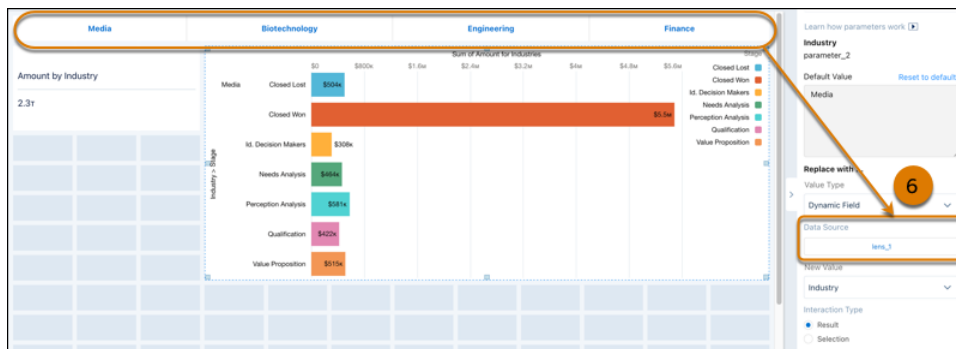 Media Biotechnology Engineering Finance
Amount by Industry
2.3T
Sum of Amount for Industries
Stage
$0 $800K $1.6M $2.4M $3.2M $4M $4.8M $5.6M
Closed Lost
Closed Won
Id. Decision Makers
Needs Analysis
Perception Analysis
Qualification
Value Proposition
Industry > Stage
Media Closed Lost $504K
Closed Won $5.5M
Id. Decision Makers $308K
Needs Analysis $464K
Perception Analysis $581K
Qualification $422K
Value Proposition $515K
Learn how parameters work
Industry
parameter_2
Default Value Reset to default
Media
Replace with ...
Value Type
Dynamic Field
6
Data Source
lens_1
New Value
Industry
Interaction Type
Result
Selection